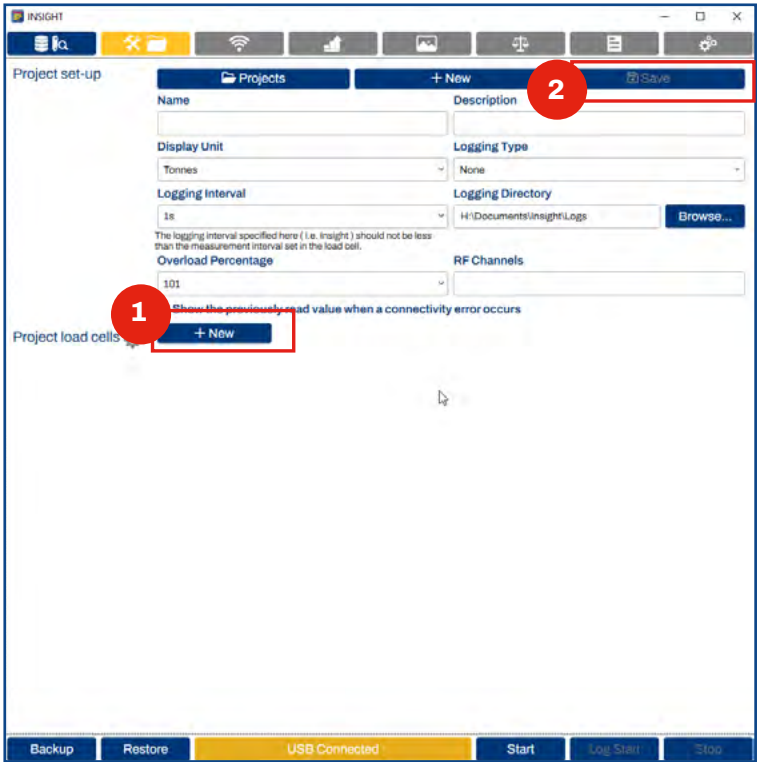 INSIGHT
Project set-up
Projects
+ New
2
Save
Name
Description
Display Unit
Logging Type
Tonnes
None
Logging Interval
Logging Directory
1s
H:\Documents\Insight\Logs
Browse...
The logging interval specified here ( i.e. Insight ) should not be less
than the measurement interval set in the load cell.
Overload Percentage
RF Channels
101
1
Show the previously read value when a connectivity error occurs
Project load cells
+ New
Backup
Restore
USB Connected
Start
Log Start
Stop